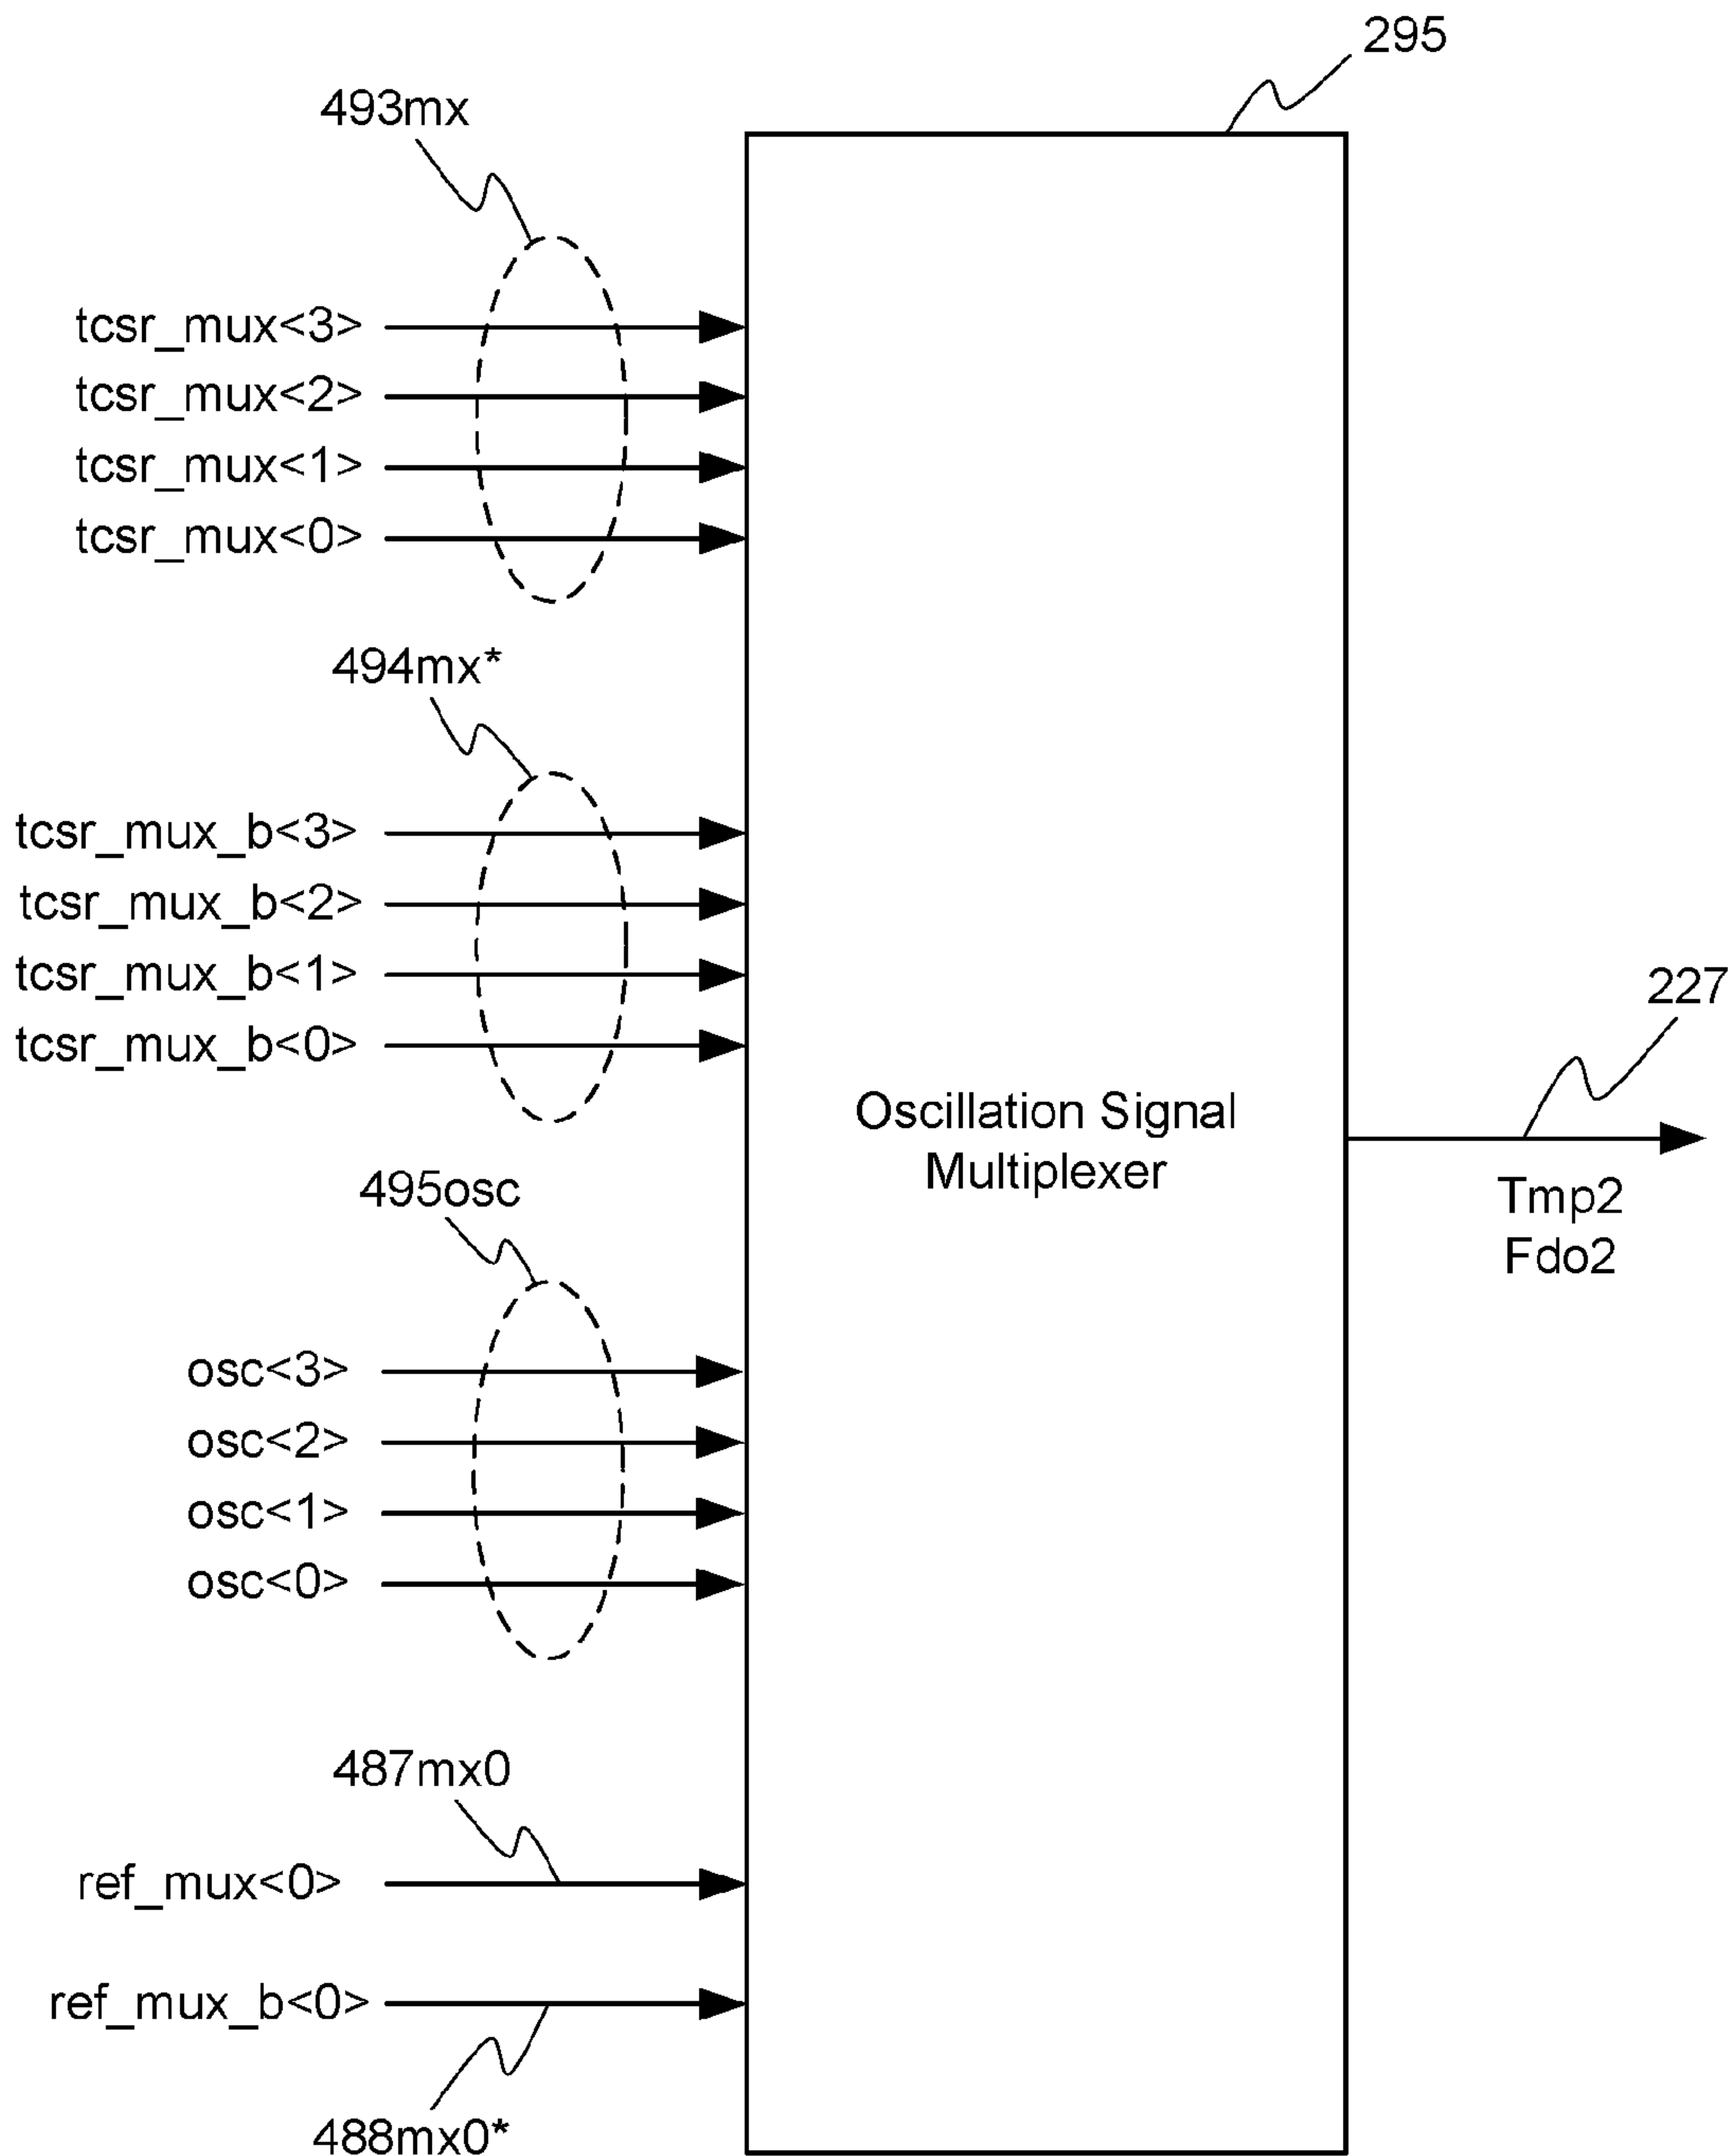 295
493mx
tcsr_mux<3>
tcsr_mux<2>
tcsr_mux<1>
tcsr_mux<0>
494mx*
tcsr_mux_b<3>
tcsr_mux_b<2>
tcsr_mux_b<1>
tcsr_mux_b<0>
227
Oscillation Signal
Multiplexer
Tmp2
Fdo2
495osc
osc<3>
osc<2>
osc<1>
osc<0>
487mx0
ref_mux<0>
ref_mux_b<0>
488mx0*